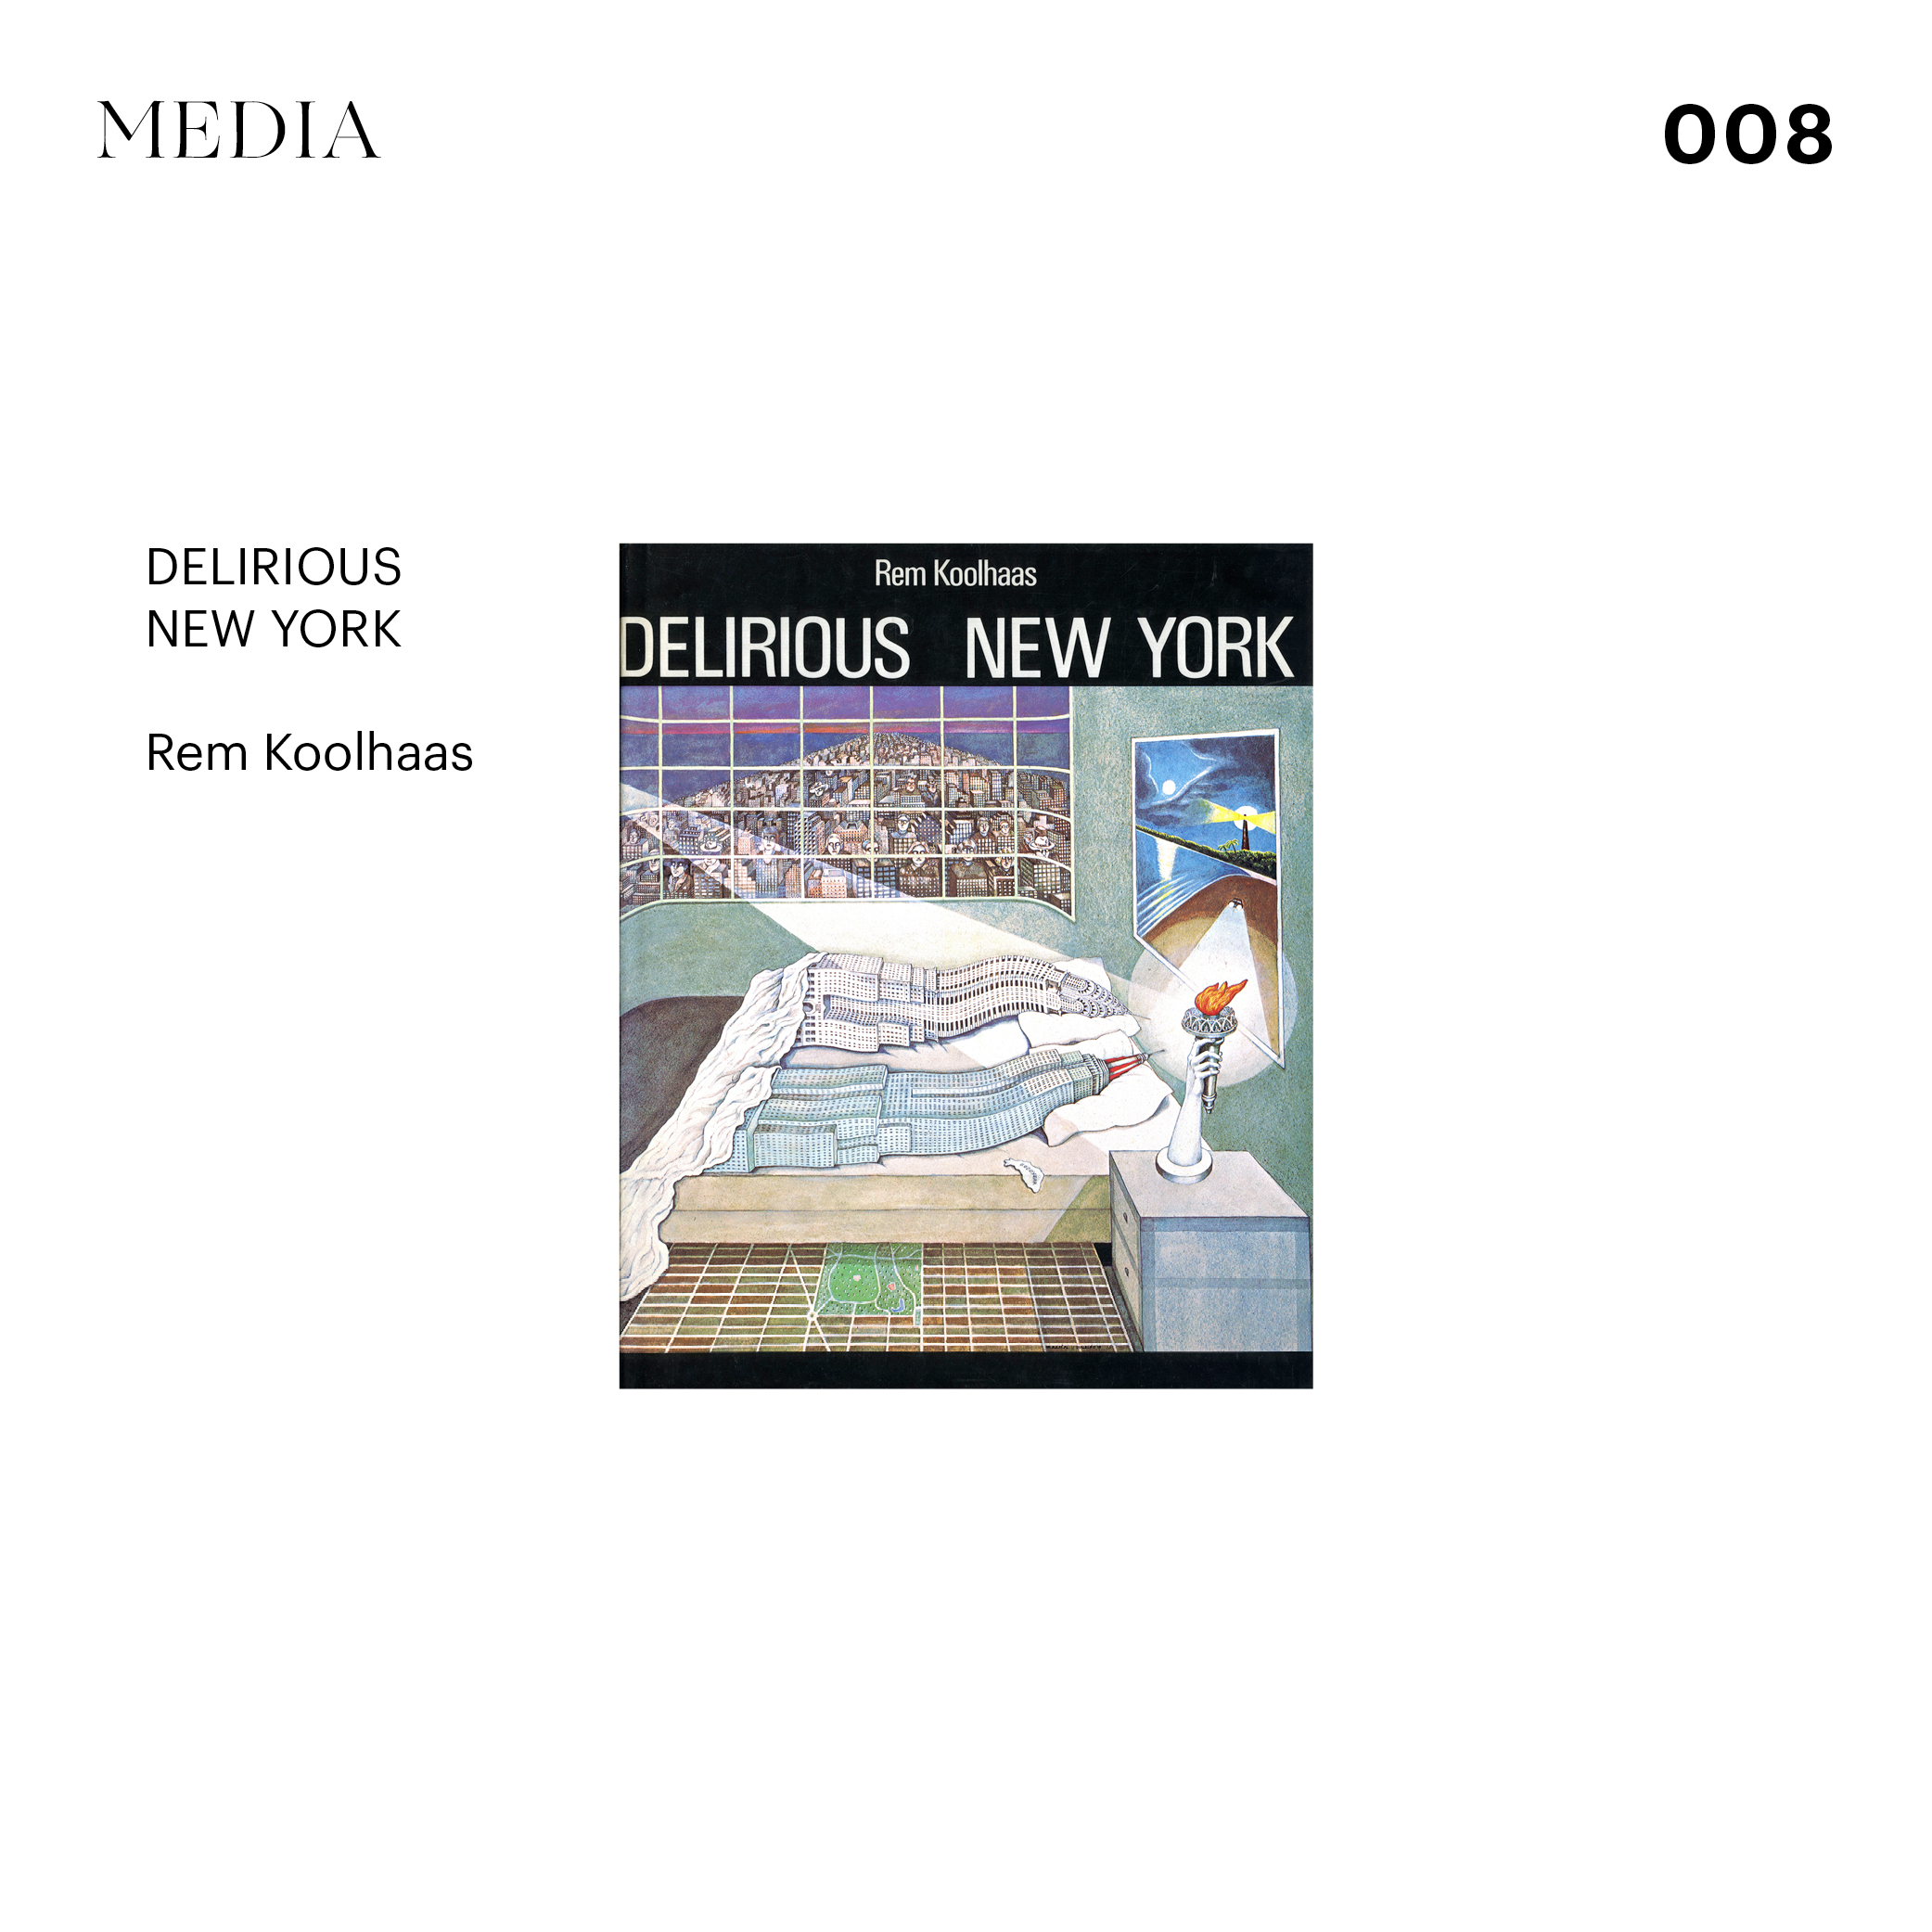 MEDIA
008
DELIRIOUS
NEW YORK
Rem Koolhaas
Rem Koolhaas
DELIRIOUS NEW YORK